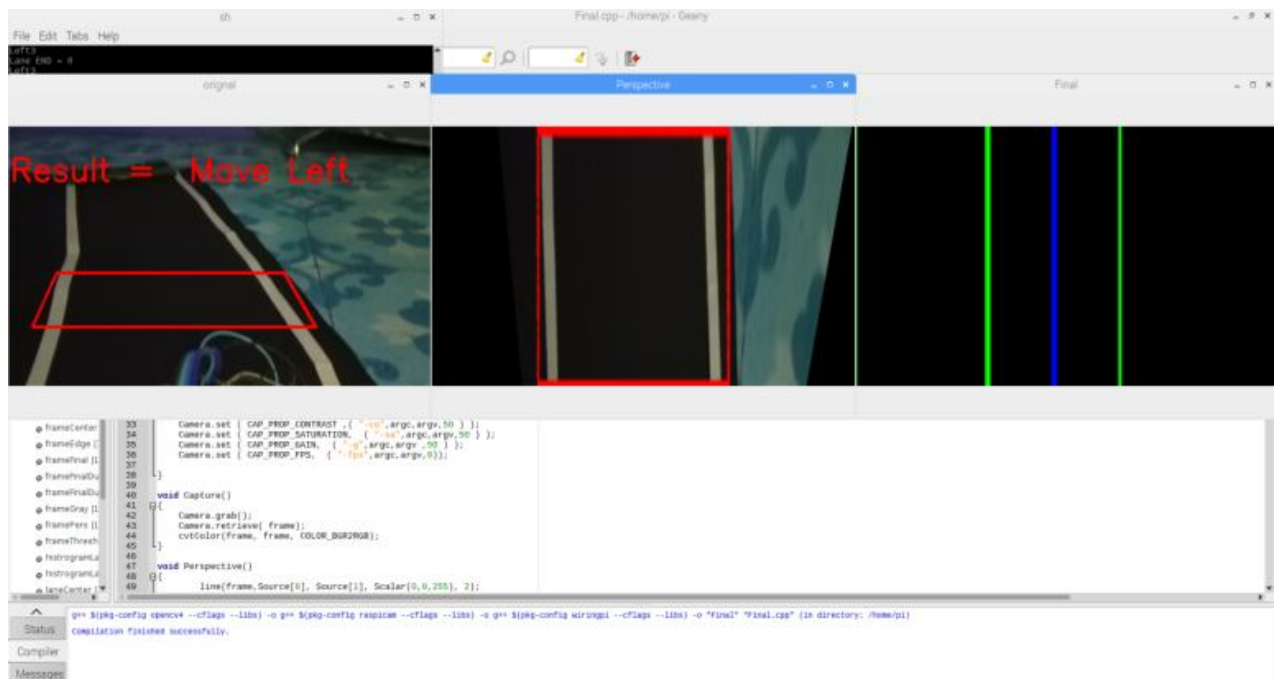 sh
Final.cpp - /home/pi - Geany
File Edit Tabs Help
Left3
Lane END = 0
Left3
orignal
Perspective
Final
Result = Move Left
frameCenter
frameEdge [
frameFinal [1
frameFinalDu
frameFinalDu
frameGray [1
framePers [1
frameThresh
histrogramLa
histrogramLa
laneCenter [
33 Camera.set ( CAP_PROP_CONTRAST ,( "-co",argc,argv,50 ) );
34 Camera.set ( CAP_PROP_SATURATION, ( "-sa",argc,argv,50 ) );
35 Camera.set ( CAP_PROP_GAIN, ( "-g",argc,argv ,50 ) );
36 Camera.set ( CAP_PROP_FPS, ( "-fps",argc,argv,0));
37
38 }
39
40 void Capture()
41 {
42 Camera.grab();
43 Camera.retrieve( frame);
44 cvtColor(frame, frame, COLOR_BGR2RGB);
45 }
46
47 void Perspective()
48 {
49 line(frame,Source[0], Source[1], Scalar(0,0,255), 2);
Status
Compiler
Messages
g++ $(pkg-config opencv4 --cflags --libs) -o g++ $(pkg-config raspicam --cflags --libs) -o g++ $(pkg-config wiringpi --cflags --libs) -o "Final" "Final.cpp" (in directory: /home/pi)
Compilation finished successfully.